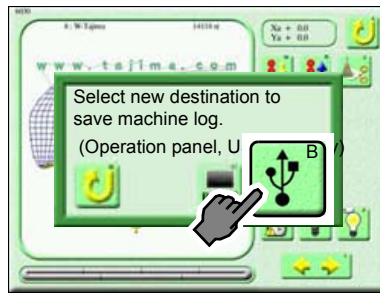 8 : W-Tajima 14110 st
Xa + 0.0
Ya + 0.0
www.tajima.com
Select new destination to
save machine log.
(Operation panel, U y)
B